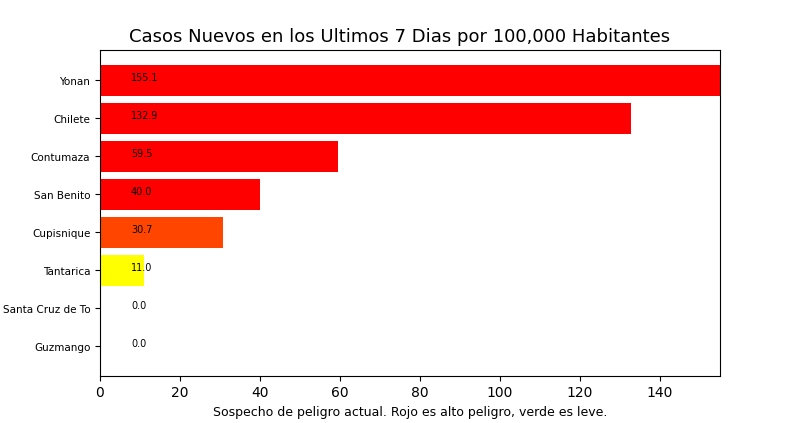 Casos Nuevos en los Ultimos 7 Dias por 100,000 Habitantes
Yonan 155.1
Chilete 132.9
Contumaza 59.5
San Benito 40.0
Cupisnique 30.7
Tantarica 11.0
Santa Cruz de To 0.0
Guzmango 0.0
0 20 40 60 80 100 120 140
Sospecho de peligro actual. Rojo es alto peligro, verde es leve.